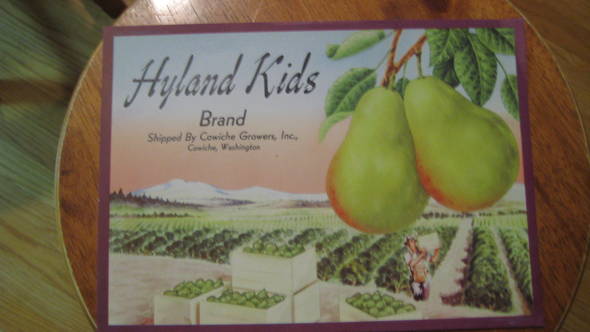 Hyland Kids
Brand
Shipped By Cowiche Growers, Inc.,
Cowiche, Washington